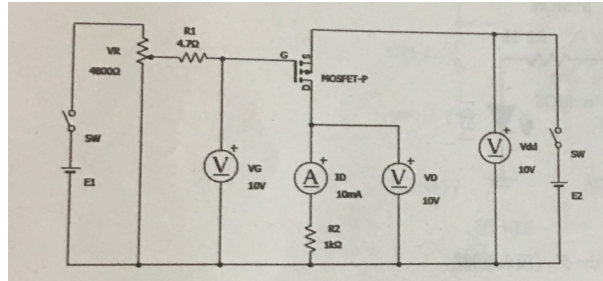 R1
4.7Ω
VR
4800Ω
G
S
D
MOSFET-P
SW
E1
V
VG
10V
A
ID
10mA
V
VD
10V
V
Vdd
10V
SW
E2
R2
1kΩ